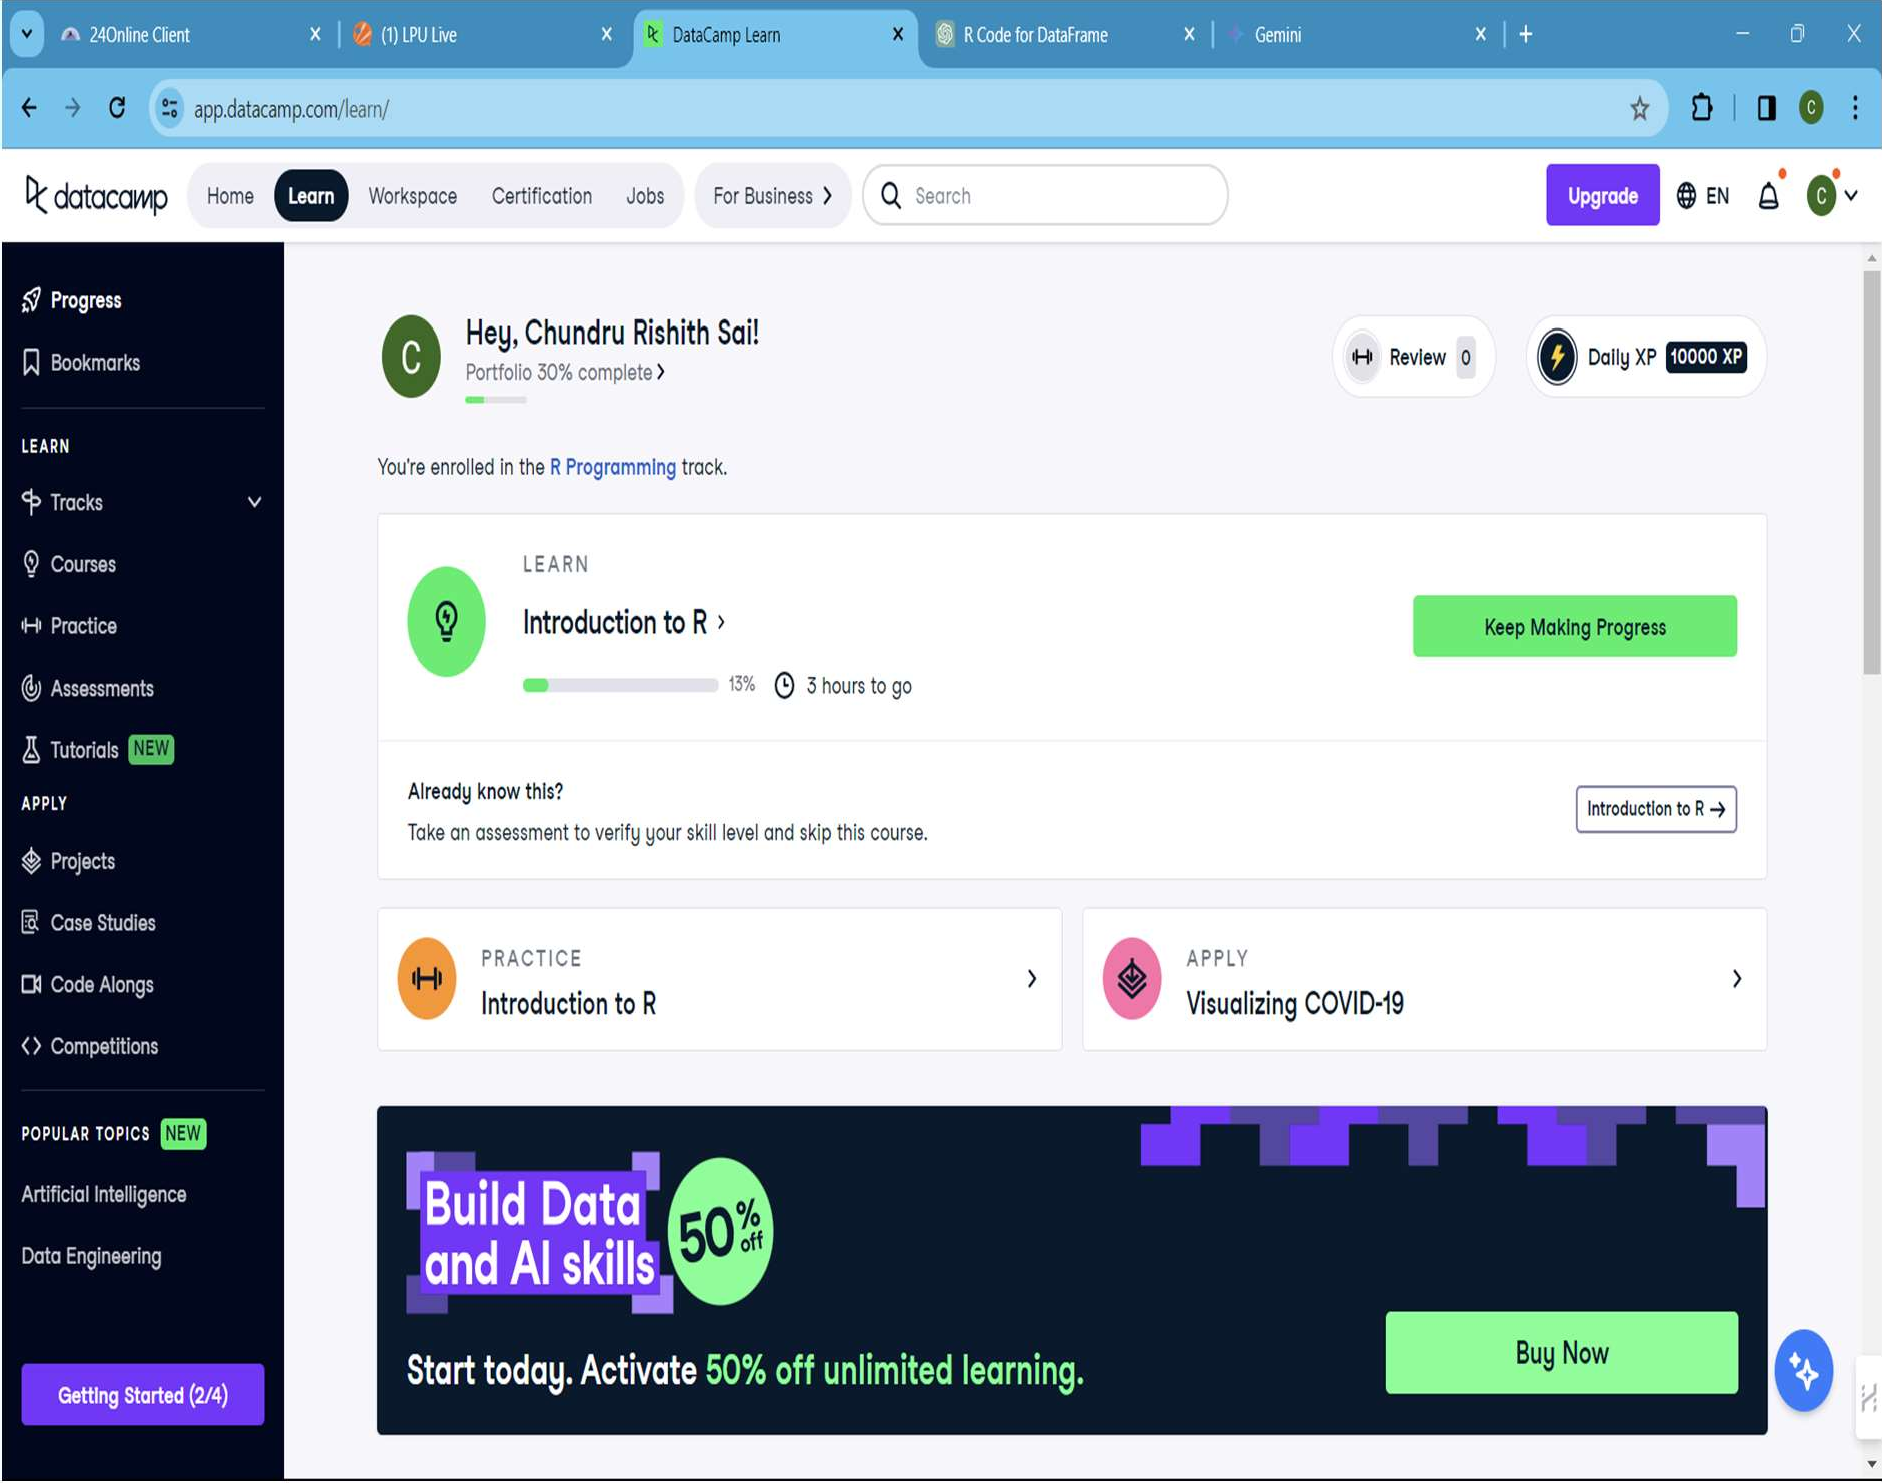 24Online Client
(1) LPU Live
DataCamp Learn
R Code for DataFrame
Gemini
app.datacamp.com/learn/
C
datacamp
Home
Learn
Workspace
Certification
Jobs
For Business
Search
Upgrade
EN
C
Progress
Bookmarks
LEARN
Tracks
Courses
Practice
Assessments
Tutorials NEW
APPLY
Projects
Case Studies
Code Alongs
Competitions
POPULAR TOPICS NEW
Artificial Intelligence
Data Engineering
Getting Started (2/4)
C
Hey, Chundru Rishith Sai!
Portfolio 30% complete
Review 0
Daily XP 10000 XP
You're enrolled in the R Programming track.
LEARN
Introduction to R
13%
3 hours to go
Keep Making Progress
Already know this?
Take an assessment to verify your skill level and skip this course.
Introduction to R
PRACTICE
Introduction to R
APPLY
Visualizing COVID-19
Build Data
and AI skills
50% off
Start today. Activate 50% off unlimited learning.
Buy Now